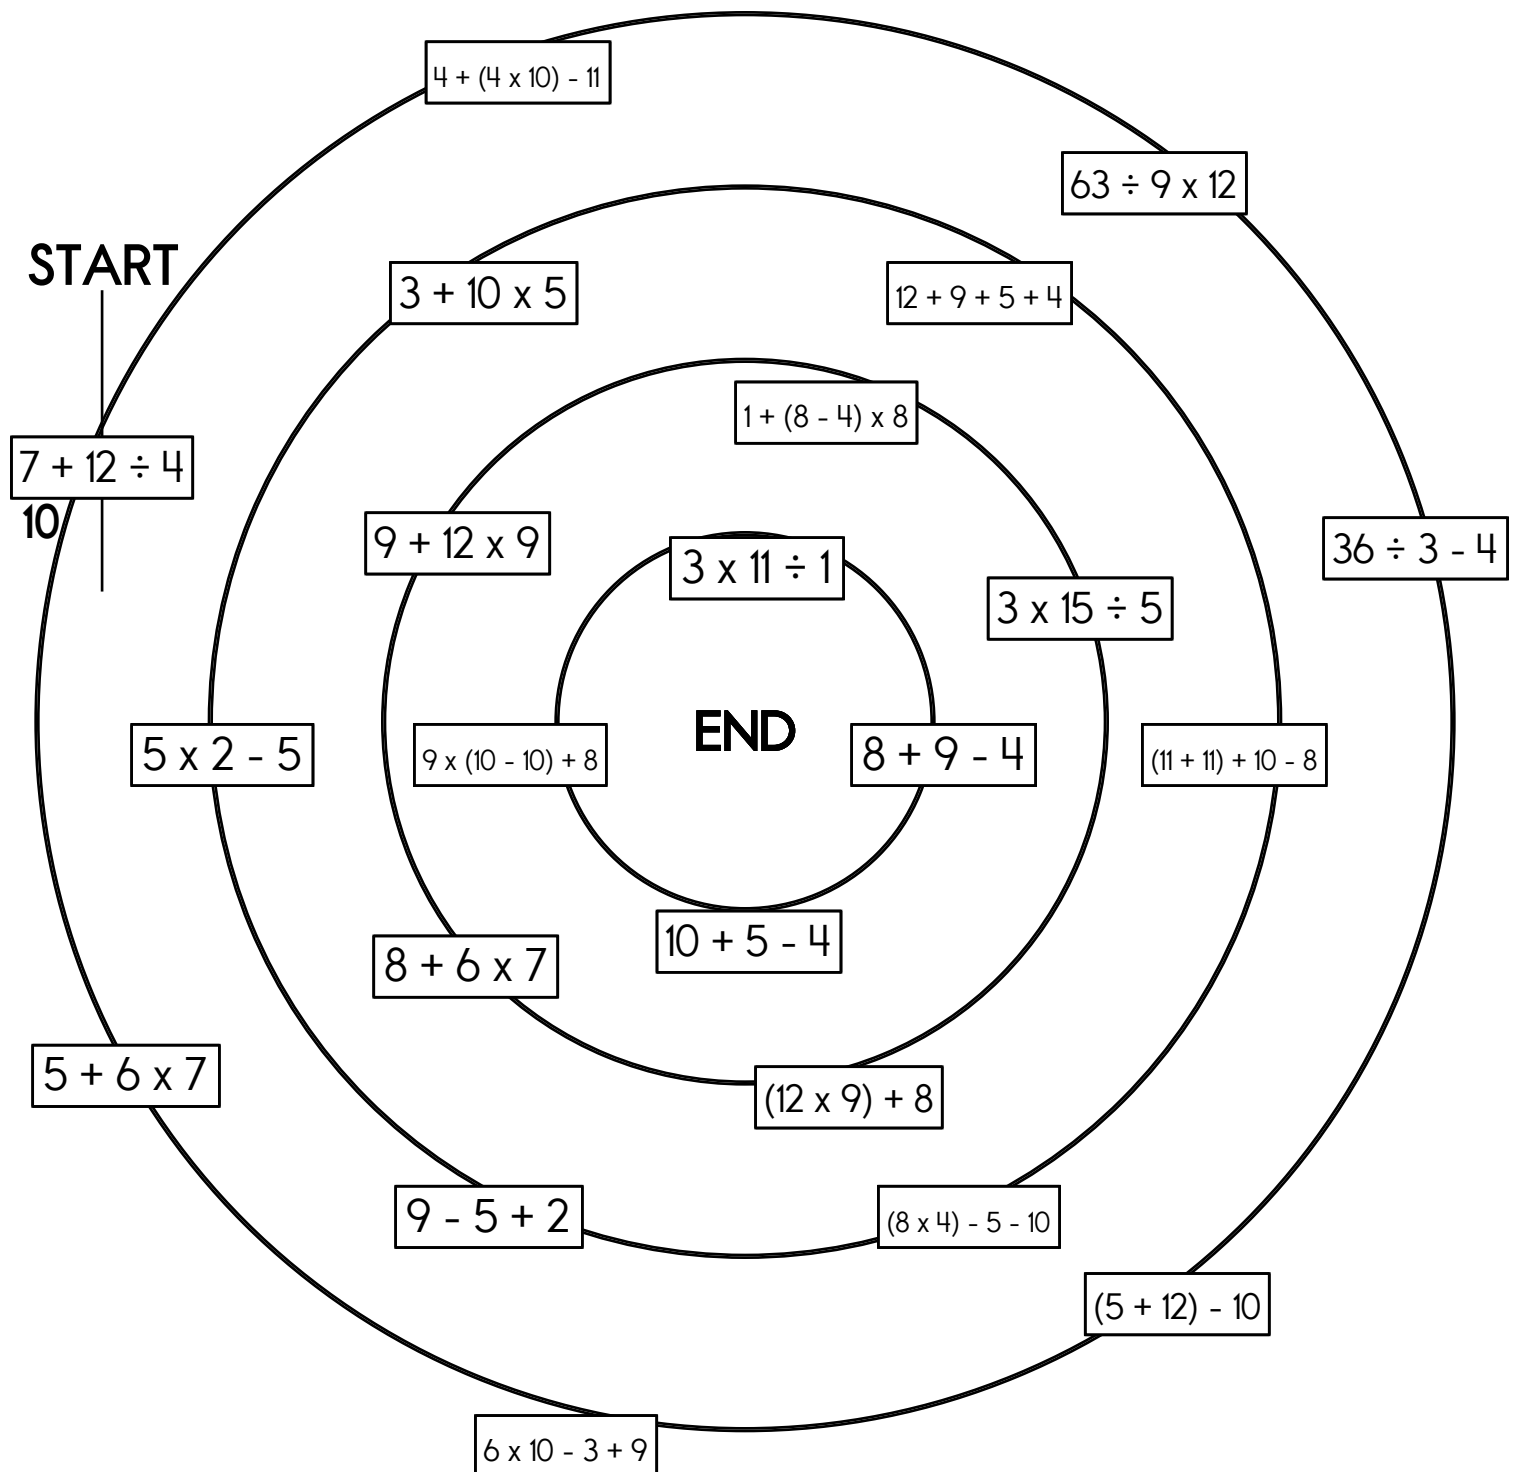 4 + (4 x 10) - 11
63 ÷ 9 x 12
START
3 + 10 x 5
12 + 9 + 5 + 4
1 + (8 - 4) x 8
7 + 12 ÷ 4
10
9 + 12 x 9
36 ÷ 3 - 4
3 x 11 ÷ 1
3 x 15 ÷ 5
END
5 x 2 - 5
9 x (10 - 10) + 8
8 + 9 - 4
(11 + 11) + 10 - 8
10 + 5 - 4
8 + 6 x 7
5 + 6 x 7
(12 x 9) + 8
9 - 5 + 2
(8 x 4) - 5 - 10
(5 + 12) - 10
6 x 10 - 3 + 9